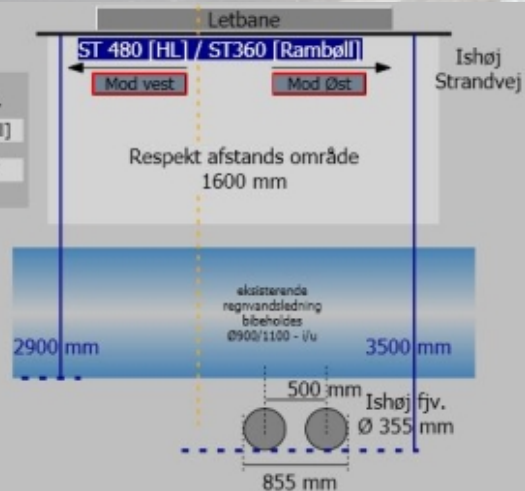 Letbane
ST 480 [HL] / ST360 [Rambøll]
Ishøj
Strandvej
Mod vest
Mod Øst
Respekt afstands område
1600 mm
eksisterende
regnvandsledning
bibeholdes
Ø900/1100 - i/u
2900 mm
3500 mm
500 mm
Ishøj fjv.
Ø 355 mm
855 mm